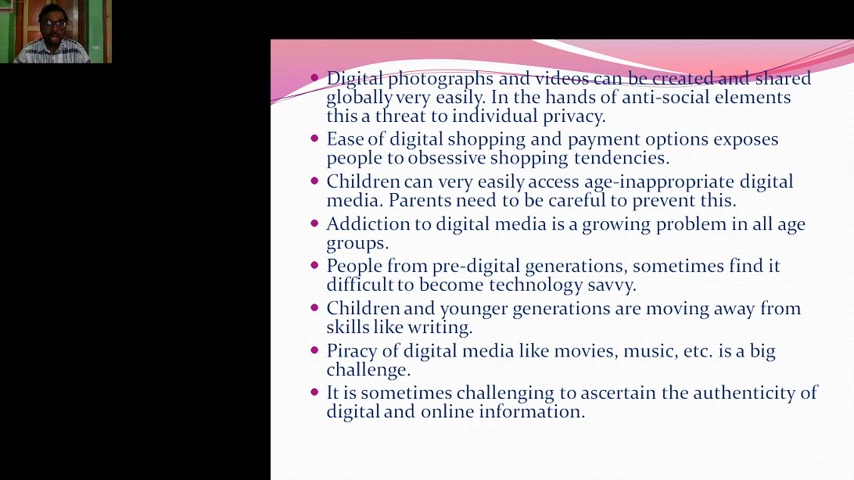 • Digital photographs and videos can be created and shared
globally very easily. In the hands of anti-social elements
this a threat to individual privacy.
• Ease of digital shopping and payment options exposes
people to obsessive shopping tendencies.
• Children can very easily access age-inappropriate digital
media. Parents need to be careful to prevent this.
• Addiction to digital media is a growing problem in all age
groups.
• People from pre-digital generations, sometimes find it
difficult to become technology savvy.
• Children and younger generations are moving away from
skills like writing.
• Piracy of digital media like movies, music, etc. is a big
challenge.
• It is sometimes challenging to ascertain the authenticity of
digital and online information.